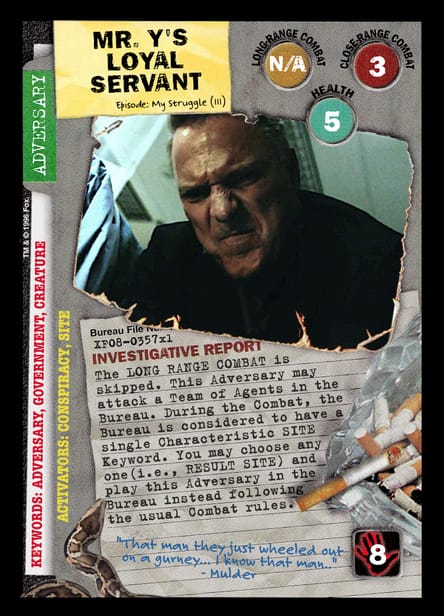 MR. Y'S
LOYAL
SERVANT
Episode: My Struggle (III)
LONG-RANGE COMBAT
N/A
CLOSE-RANGE COMBAT
3
HEALTH
5
ADVERSARY
TM & © 1996 Fox.
KEYWORDS: ADVERSARY, GOVERNMENT, CREATURE
ACTIVATORS: CONSPIRACY, SITE
Bureau File
XF08-0357x1
INVESTIGATIVE REPORT
The LONG RANGE COMBAT is
skipped. This Adversary may
attack a Team of Agents in the
Bureau. During the Combat, the
Bureau is considered to have a
single Characteristic SITE
Keyword. You may choose any
one(i.e., RESULT SITE) and
play this Adversary in the
Bureau instead following
the usual Combat rules.
"That man they just wheeled out
on a gurney... I know that man.."
- Mulder
8